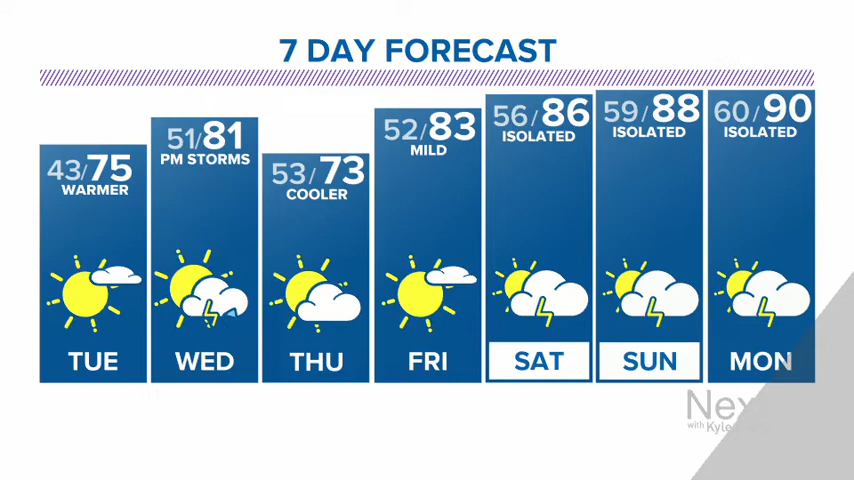 7 DAY FORECAST
43/75
WARMER
TUE
51/81
PM STORMS
WED
53/73
COOLER
THU
52/83
MILD
FRI
56/86
ISOLATED
SAT
59/88
ISOLATED
SUN
60/90
ISOLATED
MON
with